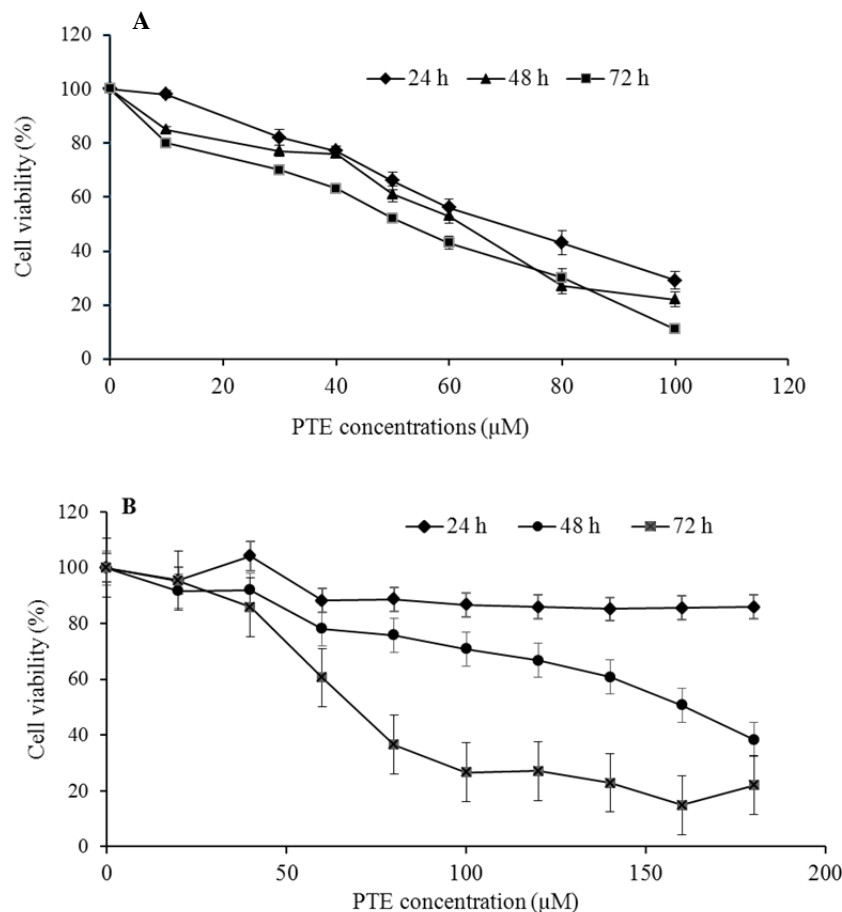 A
120
24 h 48 h 72 h
100
80
60
40
20
0
Cell viability (%)
0 20 40 60 80 100 120
PTE concentrations (µM)
B
120
24 h 48 h 72 h
100
80
60
40
20
0
Cell viability (%)
0 50 100 150 200
PTE concentration (µM)